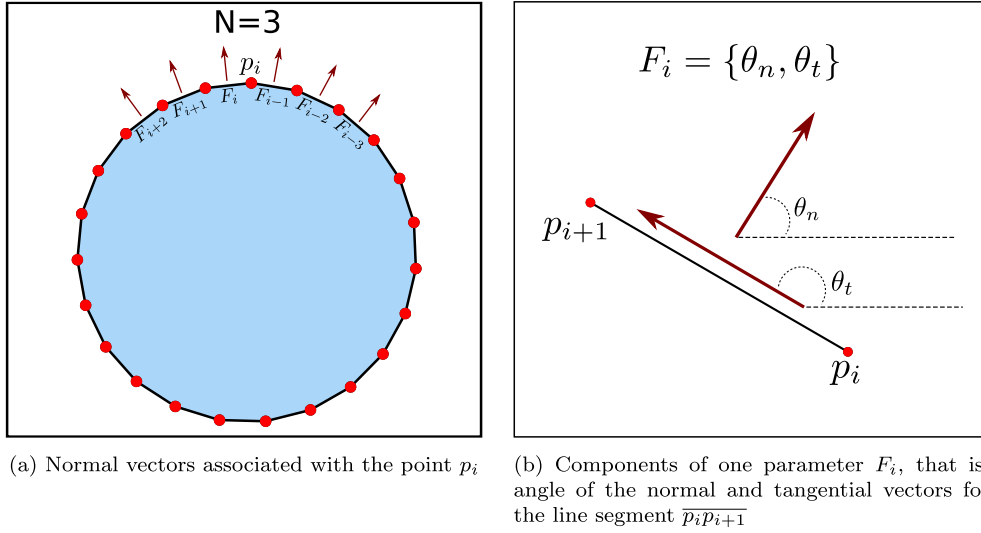 N=3
p_i
F_{i+2} F_{i+1} F_i F_{i-1} F_{i-2} F_{i-3}
(a) Normal vectors associated with the point p_i
F_i = {θ_n, θ_t}
θ_n
p_{i+1}
θ_t
p_i
(b) Components of one parameter F_i, that is
angle of the normal and tangential vectors fo
the line segment \overline{p_i p_{i+1}}